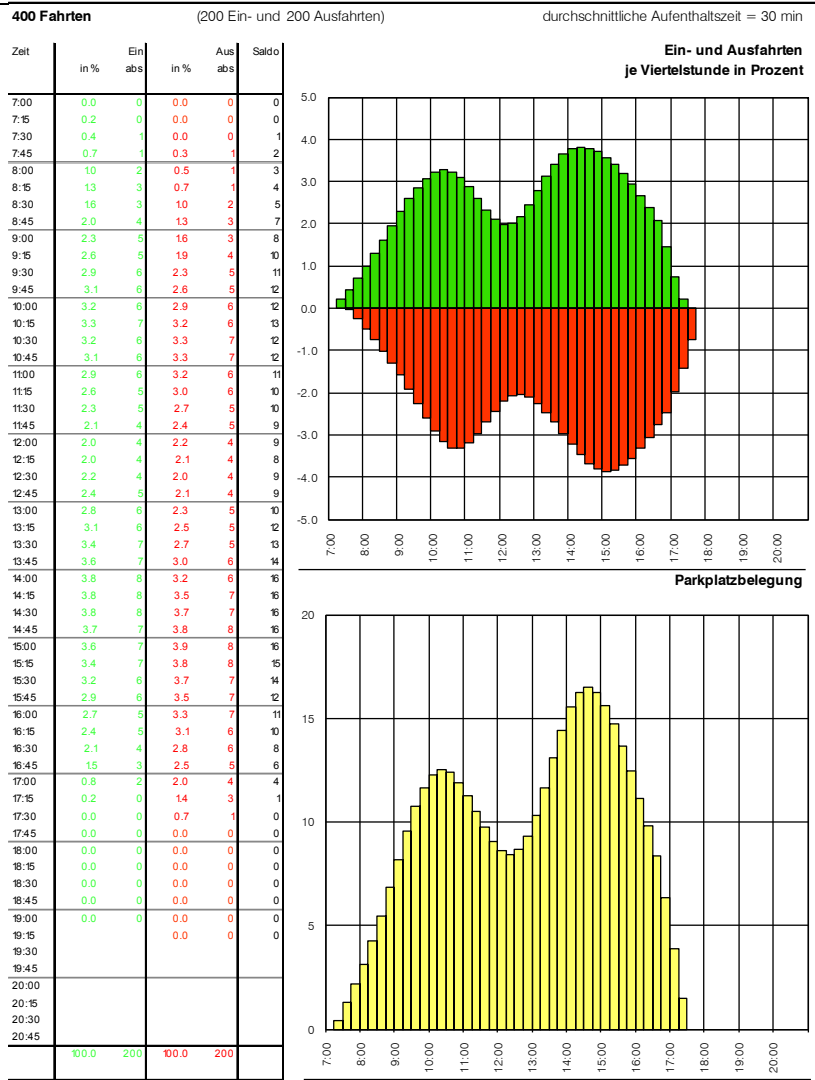 400 Fahrten (200 Ein- und 200 Ausfahrten) durchschnittliche Aufenthaltszeit = 30 min
Zeit Ein Aus Saldo
in % abs in % abs
7:00 0.0 0 0.0 0 0
7:15 0.2 0 0.0 0 0
7:30 0.4 1 0.0 0 1
7:45 0.7 1 0.3 1 2
8:00 1.0 2 0.5 1 3
8:15 1.3 3 0.7 1 4
8:30 1.6 3 1.0 2 5
8:45 2.0 4 1.3 3 7
9:00 2.3 5 1.6 3 8
9:15 2.6 5 1.9 4 10
9:30 2.9 6 2.3 5 11
9:45 3.1 6 2.6 5 12
10:00 3.2 6 2.9 6 12
10:15 3.3 7 3.2 6 13
10:30 3.2 6 3.3 7 12
10:45 3.1 6 3.3 7 12
11:00 2.9 6 3.2 6 11
11:15 2.6 5 3.0 6 10
11:30 2.3 5 2.7 5 10
11:45 2.1 4 2.4 5 9
12:00 2.0 4 2.2 4 9
12:15 2.0 4 2.1 4 8
12:30 2.2 4 2.0 4 9
12:45 2.4 5 2.1 4 9
13:00 2.8 6 2.3 5 10
13:15 3.1 6 2.5 5 12
13:30 3.4 7 2.7 5 13
13:45 3.6 7 3.0 6 14
14:00 3.8 8 3.2 6 16
14:15 3.8 8 3.5 7 16
14:30 3.8 8 3.7 7 16
14:45 3.7 7 3.8 8 16
15:00 3.6 7 3.9 8 16
15:15 3.4 7 3.8 8 15
15:30 3.2 6 3.7 7 14
15:45 2.9 6 3.5 7 12
16:00 2.7 5 3.3 7 11
16:15 2.4 5 3.1 6 10
16:30 2.1 4 2.8 6 8
16:45 1.5 3 2.5 5 6
17:00 0.8 2 2.0 4 4
17:15 0.2 0 1.4 3 1
17:30 0.0 0 0.7 1 0
17:45 0.0 0 0.0 0 0
18:00 0.0 0 0.0 0 0
18:15 0.0 0 0.0 0 0
18:30 0.0 0 0.0 0 0
18:45 0.0 0 0.0 0 0
19:00 0.0 0 0.0 0 0
19:15 0.0 0 0
19:30
19:45
20:00
20:15
20:30
20:45
100.0 200 100.0 200
Ein- und Ausfahrten
je Viertelstunde in Prozent
5.0
4.0
3.0
2.0
1.0
0.0
-1.0
-2.0
-3.0
-4.0
-5.0
7:00 8:00 9:00 10:00 11:00 12:00 13:00 14:00 15:00 16:00 17:00 18:00 19:00 20:00
Parkplatzbelegung
20
15
10
5
0
7:00 8:00 9:00 10:00 11:00 12:00 13:00 14:00 15:00 16:00 17:00 18:00 19:00 20:00